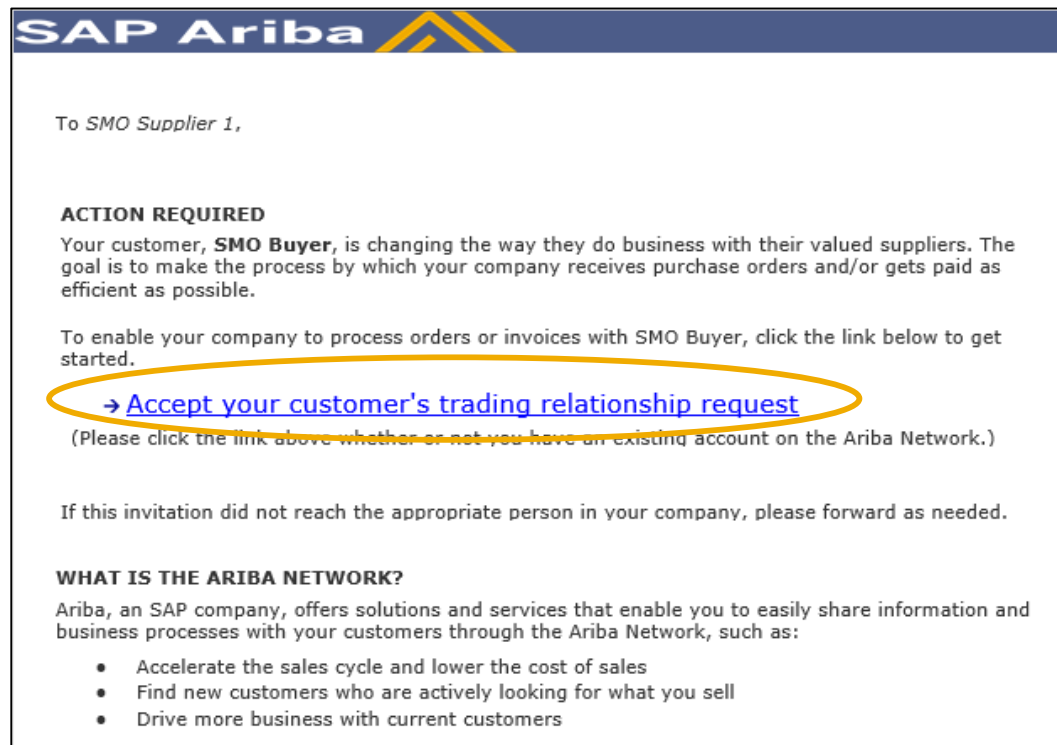 SAP Ariba
To SMO Supplier 1,
ACTION REQUIRED
Your customer, SMO Buyer, is changing the way they do business with their valued suppliers. The
goal is to make the process by which your company receives purchase orders and/or gets paid as
efficient as possible.
To enable your company to process orders or invoices with SMO Buyer, click the link below to get
started.
→ Accept your customer's trading relationship request
(Please click the link above whether or not you have an existing account on the Ariba Network.)
If this invitation did not reach the appropriate person in your company, please forward as needed.
WHAT IS THE ARIBA NETWORK?
Ariba, an SAP company, offers solutions and services that enable you to easily share information and
business processes with your customers through the Ariba Network, such as:
• Accelerate the sales cycle and lower the cost of sales
• Find new customers who are actively looking for what you sell
• Drive more business with current customers